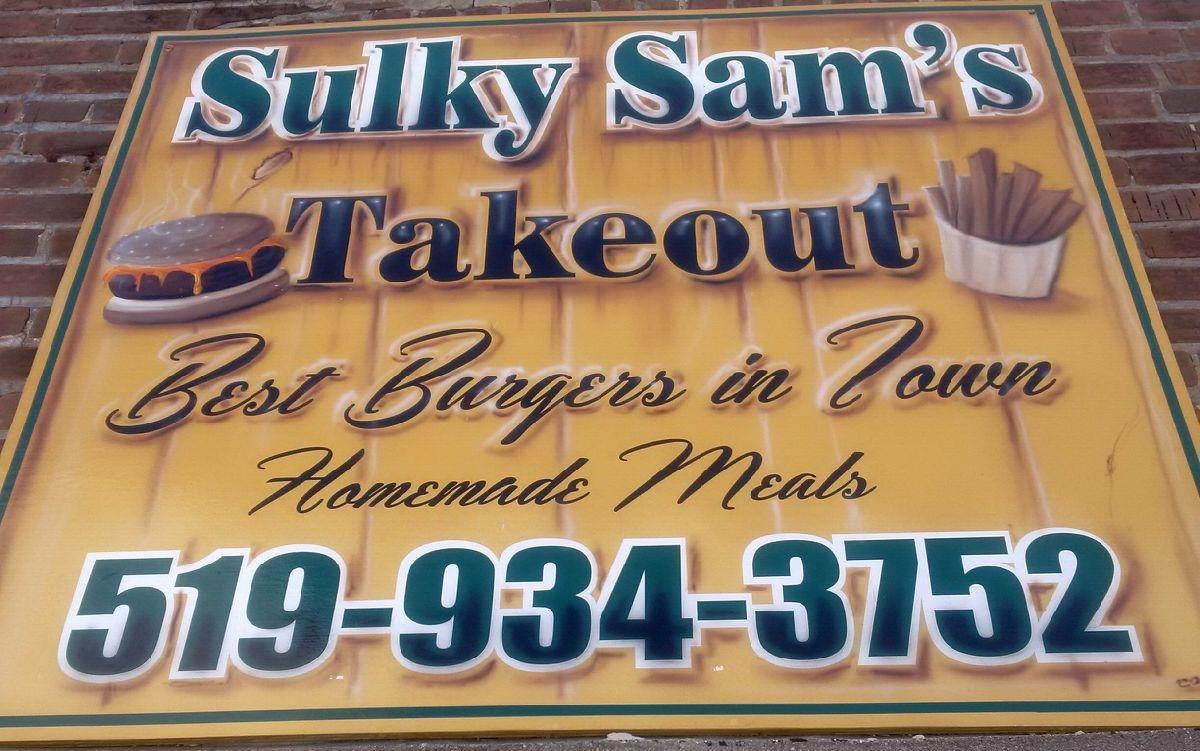 Sulky Sam's
Takeout
Best Burgers in Town
Homemade Meals
519-934-3752